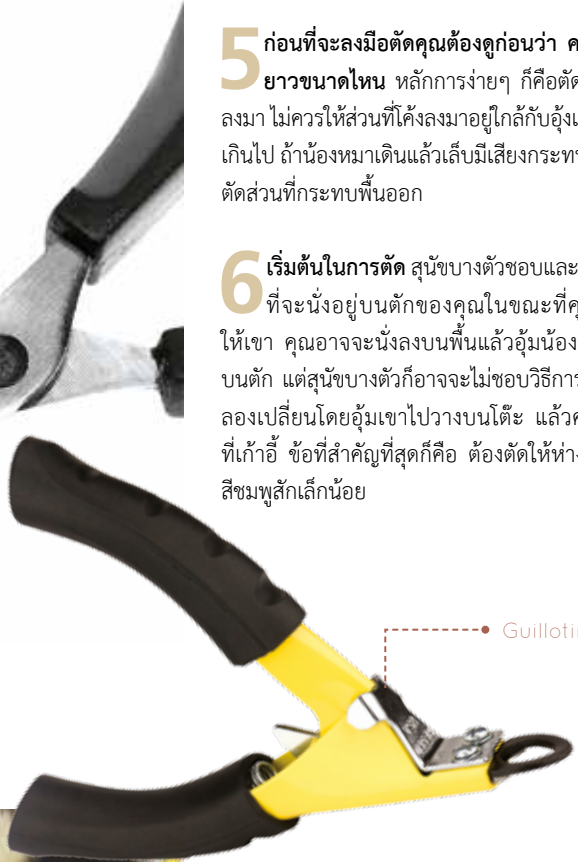 5 ก่อนที่จะลงมือตัดคุณต้องดูก่อนว่า
ยาวขนาดไหน หลักการง่ายๆ ก็คือตัด
ลงมา ไม่ควรให้ส่วนที่โค้งลงมาอยู่ใกล้กับอุ้งเ
เกินไป ถ้าน้องหมาเดินแล้วเล็บมีเสียงกระทบ
ตัดส่วนที่กระทบพื้นออก
6 เริ่มต้นในการตัด สุนัขบางตัวชอบและ
ที่จะนั่งอยู่บนตักของคุณในขณะที่คุ
ให้เขา คุณอาจจะนั่งลงบนพื้นแล้วอุ้มน้อง
บนตัก แต่สุนัขบางตัวก็อาจจะไม่ชอบวิธีการ
ลองเปลี่ยนโดยอุ้มเขาไปวางบนโต๊ะ แล้วค
ที่เก้าอี้ ข้อที่สำคัญที่สุดก็คือ ต้องตัดให้ห่าง
สีชมพูสักเล็กน้อย
Guilloti